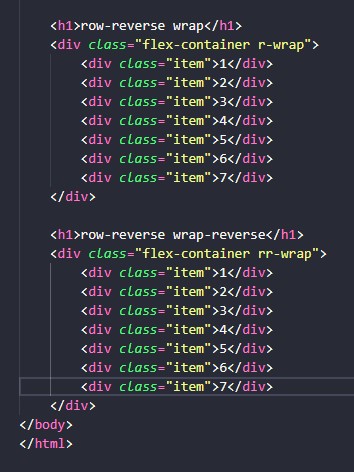 <h1>row-reverse wrap</h1>
<div class="flex-container r-wrap">
<div class="item">1</div>
<div class="item">2</div>
<div class="item">3</div>
<div class="item">4</div>
<div class="item">5</div>
<div class="item">6</div>
<div class="item">7</div>
</div>
<h1>row-reverse wrap-reverse</h1>
<div class="flex-container rr-wrap">
<div class="item">1</div>
<div class="item">2</div>
<div class="item">3</div>
<div class="item">4</div>
<div class="item">5</div>
<div class="item">6</div>
<div class="item">7</div>
</div>
</body>
</html>